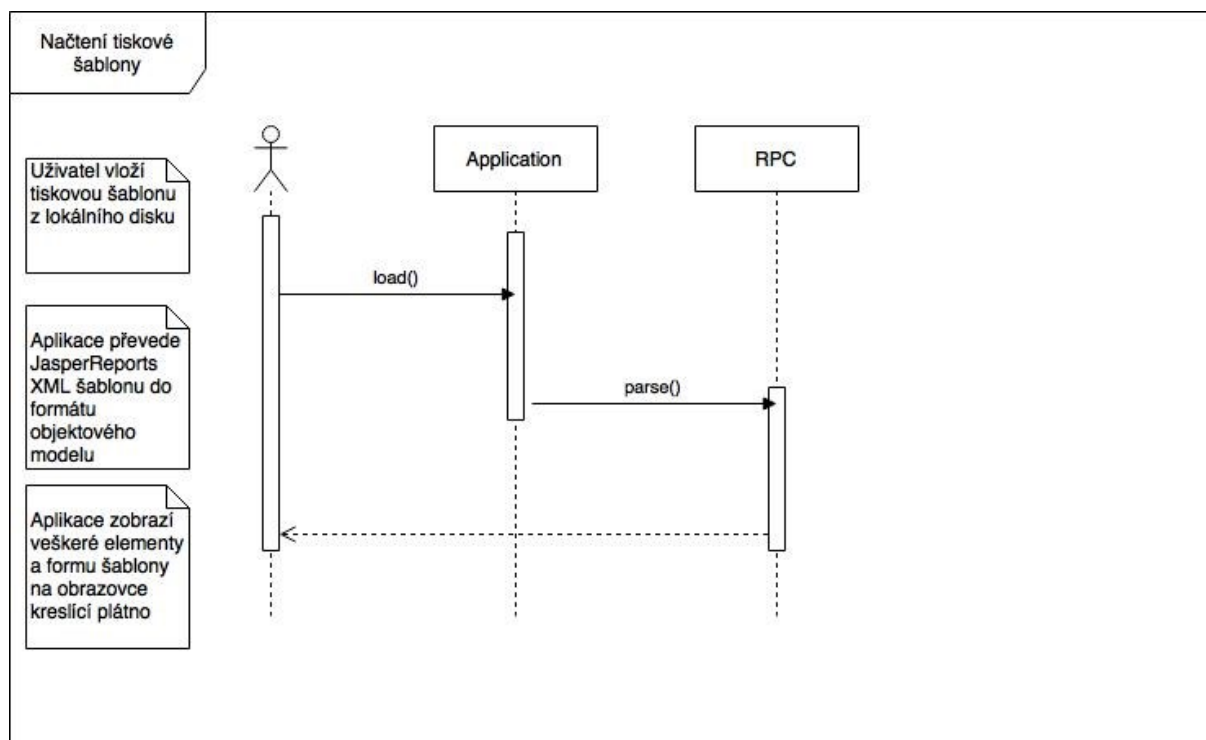 Načtení tiskové
šablony
Application
RPC
Uživatel vloží
tiskovou šablonu
z lokálního disku
load()
Aplikace převede
JasperReports
XML šablonu do
formátu
objektového
modelu
parse()
Aplikace zobrazí
veškeré elementy
a formu šablony
na obrazovce
kreslící plátno